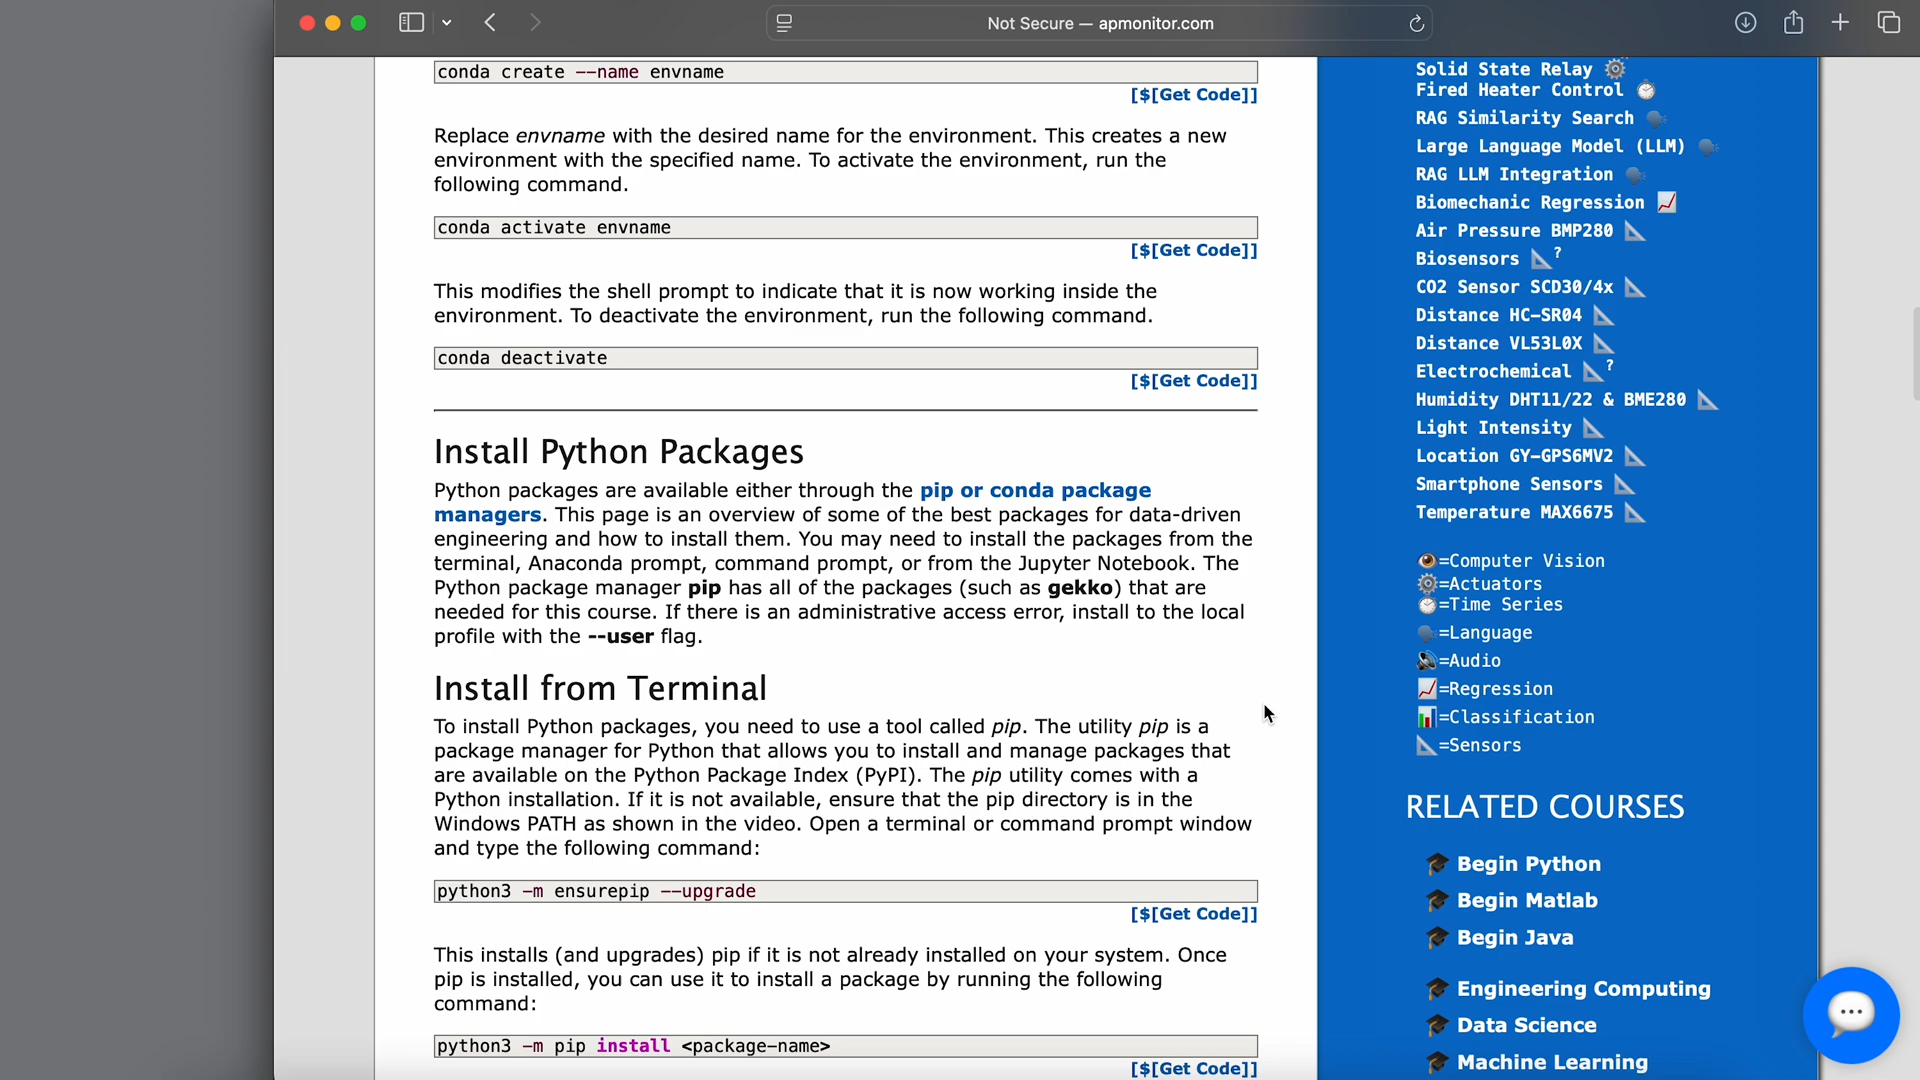 Not Secure — apmonitor.com
conda create --name envname
[$[Get Code]]
Replace envname with the desired name for the environment. This creates a new
environment with the specified name. To activate the environment, run the
following command.
conda activate envname
[$[Get Code]]
This modifies the shell prompt to indicate that it is now working inside the
environment. To deactivate the environment, run the following command.
conda deactivate
[$[Get Code]]
Install Python Packages
Python packages are available either through the pip or conda package
managers. This page is an overview of some of the best packages for data-driven
engineering and how to install them. You may need to install the packages from the
terminal, Anaconda prompt, command prompt, or from the Jupyter Notebook. The
Python package manager pip has all of the packages (such as gekko) that are
needed for this course. If there is an administrative access error, install to the local
profile with the --user flag.
Install from Terminal
To install Python packages, you need to use a tool called pip. The utility pip is a
package manager for Python that allows you to install and manage packages that
are available on the Python Package Index (PyPI). The pip utility comes with a
Python installation. If it is not available, ensure that the pip directory is in the
Windows PATH as shown in the video. Open a terminal or command prompt window
and type the following command:
python3 -m ensurepip --upgrade
[$[Get Code]]
This installs (and upgrades) pip if it is not already installed on your system. Once
pip is installed, you can use it to install a package by running the following
command:
python3 -m pip install <package-name>
[$[Get Code]]
Solid State Relay
Fired Heater Control
RAG Similarity Search
Large Language Model (LLM)
RAG LLM Integration
Biomechanic Regression
Air Pressure BMP280
Biosensors ?
CO2 Sensor SCD30/4x
Distance HC-SR04
Distance VL53L0X
Electrochemical ?
Humidity DHT11/22 & BME280
Light Intensity
Location GY-GPS6MV2
Smartphone Sensors
Temperature MAX6675
=Computer Vision
=Actuators
=Time Series
=Language
=Audio
=Regression
=Classification
=Sensors
RELATED COURSES
Begin Python
Begin Matlab
Begin Java
Engineering Computing
Data Science
Machine Learning